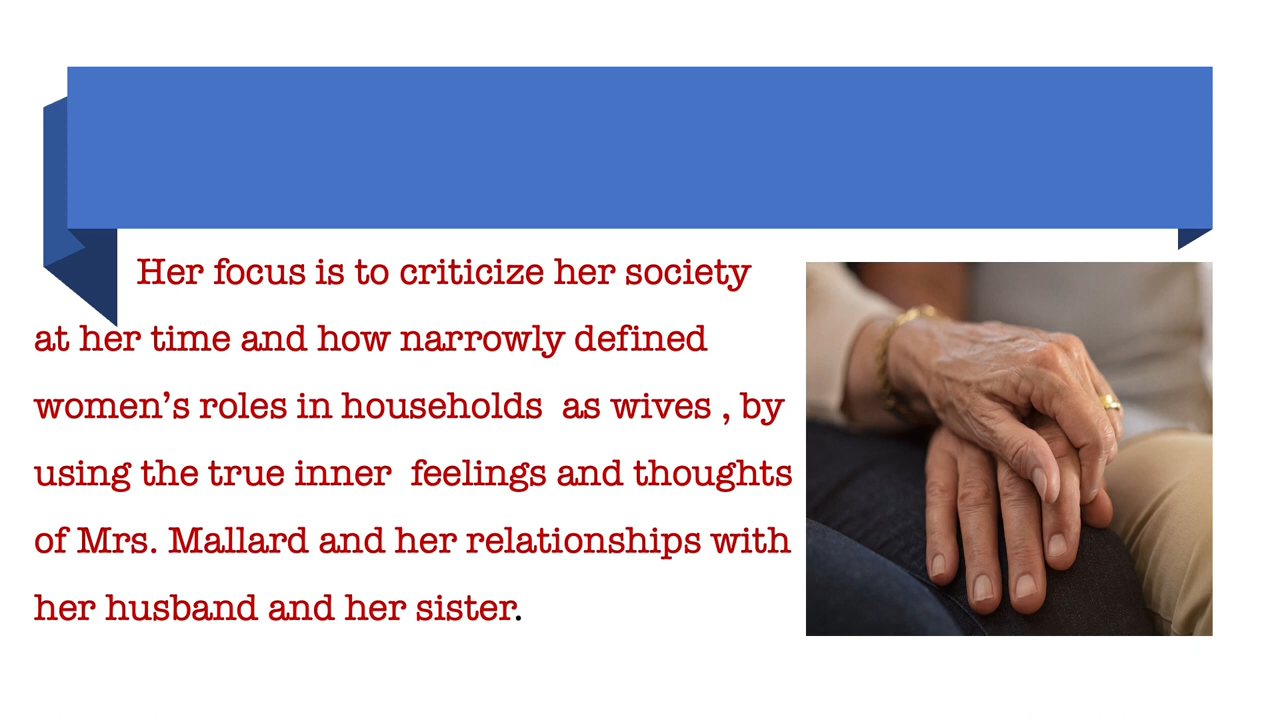 Her focus is to criticize her society
at her time and how narrowly defined
women’s roles in households  as wives , by
using the true inner  feelings and thoughts
of Mrs. Mallard and her relationships with
her husband and her sister.